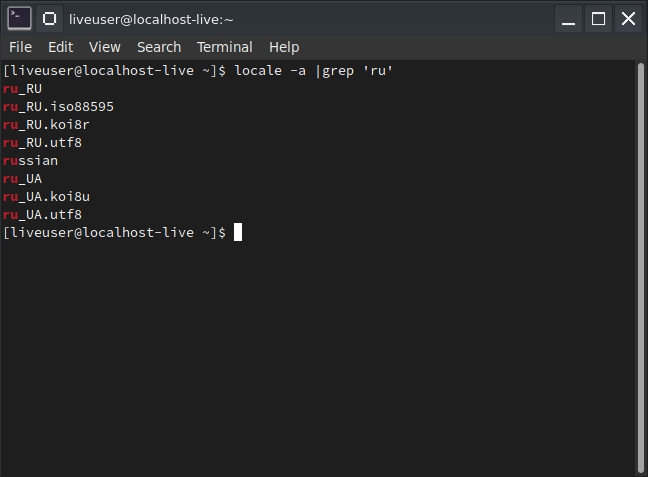 liveuser@localhost-live:~
File Edit View Search Terminal Help
[liveuser@localhost-live ~]$ locale -a |grep 'ru'
ru_RU
ru_RU.iso88595
ru_RU.koi8r
ru_RU.utf8
russian
ru_UA
ru_UA.koi8u
ru_UA.utf8
[liveuser@localhost-live ~]$